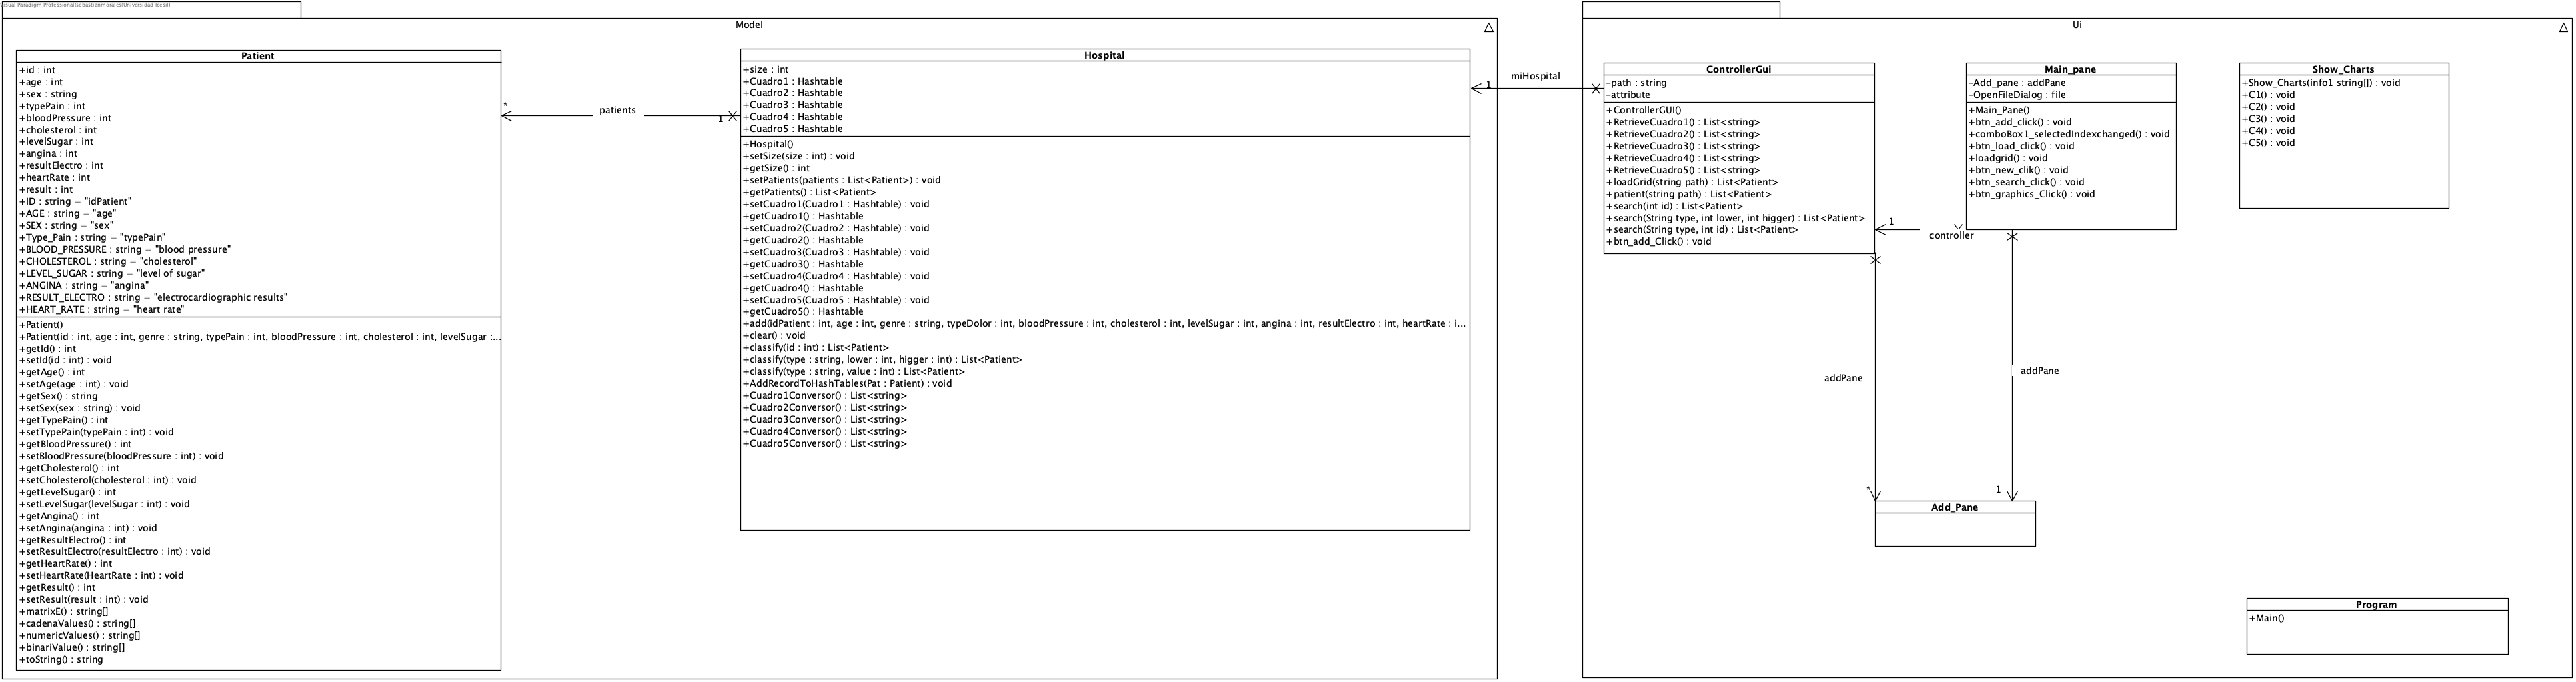 Visual Paradigm Professional(sebastianmorales(Universidad Icesi))
Model
Patient
+id : int
+age : int
+sex : string
+typePain : int
+bloodPressure : int
+cholesterol : int
+levelSugar : int
+angina : int
+resultElectro : int
+heartRate : int
+result : int
+ID : string = "idPatient"
+AGE : string = "age"
+SEX : string = "sex"
+Type_Pain : string = "typePain"
+BLOOD_PRESSURE : string = "blood pressure"
+CHOLESTEROL : string = "cholesterol"
+LEVEL_SUGAR : string = "level of sugar"
+ANGINA : string = "angina"
+RESULT_ELECTRO : string = "electrocardiographic results"
+HEART_RATE : string = "heart rate"
+Patient()
+Patient(id : int, age : int, genre : string, typePain : int, bloodPressure : int, cholesterol : int, levelSugar :...
+getId() : int
+setId(id : int) : void
+getAge() : int
+setAge(age : int) : void
+getSex() : string
+setSex(sex : string) : void
+getTypePain() : int
+setTypePain(typePain : int) : void
+getBloodPressure() : int
+setBloodPressure(bloodPressure : int) : void
+getCholesterol() : int
+setCholesterol(cholesterol : int) : void
+getLevelSugar() : int
+setLevelSugar(levelSugar : int) : void
+getAngina() : int
+setAngina(angina : int) : void
+getResultElectro() : int
+setResultElectro(resultElectro : int) : void
+getHeartRate() : int
+setHeartRate(HeartRate : int) : void
+getResult() : int
+setResult(result : int) : void
+matrixE() : string[]
+cadenaValues() : string[]
+numericValues() : string[]
+binariValue() : string[]
+toString() : string
*
patients
1
Hospital
+size : int
+Cuadro1 : Hashtable
+Cuadro2 : Hashtable
+Cuadro3 : Hashtable
+Cuadro4 : Hashtable
+Cuadro5 : Hashtable
+Hospital()
+setSize(size : int) : void
+getSize() : int
+setPatients(patients : List<Patient>) : void
+getPatients() : List<Patient>
+setCuadro1(Cuadro1 : Hashtable) : void
+getCuadro1() : Hashtable
+setCuadro2(Cuadro2 : Hashtable) : void
+getCuadro2() : Hashtable
+setCuadro3(Cuadro3 : Hashtable) : void
+getCuadro3() : Hashtable
+setCuadro4(Cuadro4 : Hashtable) : void
+getCuadro4() : Hashtable
+setCuadro5(Cuadro5 : Hashtable) : void
+getCuadro5() : Hashtable
+add(idPatient : int, age : int, genre : string, typeDolor : int, bloodPressure : int, cholesterol : int, levelSugar : int, angina : int, resultElectro : int, heartRate : i...
+clear() : void
+classify(id : int) : List<Patient>
+classify(type : string, lower : int, higger : int) : List<Patient>
+classify(type : string, value : int) : List<Patient>
+AddRecordToHashTables(Pat : Patient) : void
+Cuadro1Conversor() : List<string>
+Cuadro2Conversor() : List<string>
+Cuadro3Conversor() : List<string>
+Cuadro4Conversor() : List<string>
+Cuadro5Conversor() : List<string>
1
miHospital
Ui
ControllerGui
-path : string
-attribute
+ControllerGUI()
+RetrieveCuadro1() : List<string>
+RetrieveCuadro2() : List<string>
+RetrieveCuadro3() : List<string>
+RetrieveCuadro4() : List<string>
+RetrieveCuadro5() : List<string>
+loadGrid(string path) : List<Patient>
+patient(string path) : List<Patient>
+search(int id) : List<Patient>
+search(String type, int lower, int higger) : List<Patient>
+search(String type, int id) : List<Patient>
+btn_add_Click() : void
1
controller
Main_pane
-Add_pane : addPane
-OpenFileDialog : file
+Main_Pane()
+btn_add_click() : void
+comboBox1_selectedIndexchanged() : void
+btn_load_click() : void
+loadgrid() : void
+btn_new_clik() : void
+btn_search_click() : void
+btn_graphics_Click() : void
Show_Charts
+Show_Charts(info1 string[]) : void
+C1() : void
+C2() : void
+C3() : void
+C4() : void
+C5() : void
addPane
*
addPane
1
Add_Pane
Program
+Main()